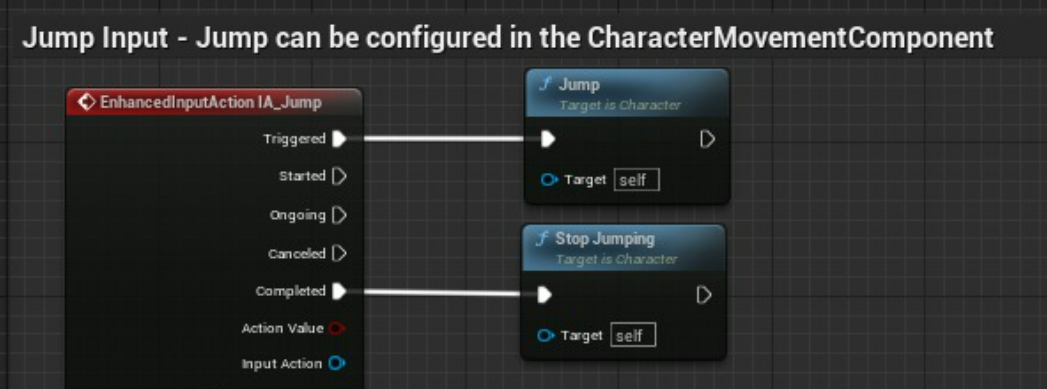 Jump Input - Jump can be configured in the CharacterMovementComponent
EnhancedInputAction IA_Jump
Triggered
Started
Ongoing
Canceled
Completed
Action Value
Input Action
Jump
Target is Character
Target self
Stop Jumping
Target is Character
Target self